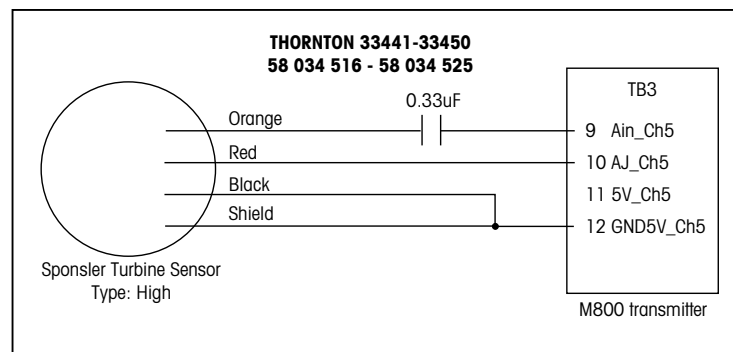 THORNTON 33441-33450
58 034 516 - 58 034 525
0.33uF
TB3
Orange
9 Ain_Ch5
Red
10 AJ_Ch5
Black
11 5V_Ch5
Shield
12 GND5V_Ch5
Sponsler Turbine Sensor
Type: High
M800 transmitter